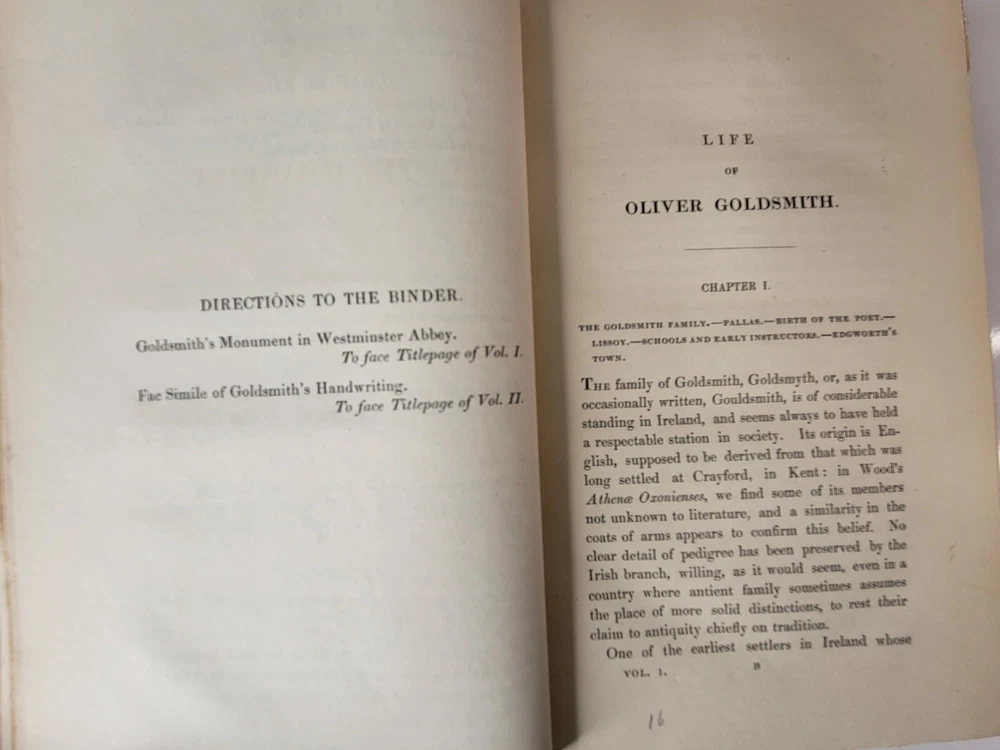 DIRECTIONS TO THE BINDER.
Goldsmith's Monument in Westminster Abbey.
To face Titlepage of Vol. I.
Fac Simile of Goldsmith's Handwriting.
To face Titlepage of Vol. II.
LIFE
OF
OLIVER GOLDSMITH.
CHAPTER I.
THE GOLDSMITH FAMILY.—PALLAS.—BIRTH OF THE POET.—
LISSOY.—SCHOOLS AND EARLY INSTRUCTORS.—EDGWORTH'S
TOWN.
THE family of Goldsmith, Goldsmyth, or, as it was
occasionally written, Gouldsmith, is of considerable
standing in Ireland, and seems always to have held
a respectable station in society. Its origin is En-
glish, supposed to be derived from that which was
long settled at Crayford, in Kent: in Wood's
Athenæ Oxonienses, we find some of its members
not unknown to literature, and a similarity in the
coats of arms appears to confirm this belief. No
clear detail of pedigree has been preserved by the
Irish branch, willing, as it would seem, even in a
country where antient family sometimes assumes
the place of more solid distinctions, to rest their
claim to antiquity chiefly on tradition.
One of the earliest settlers in Ireland whose
VOL. I. B
16